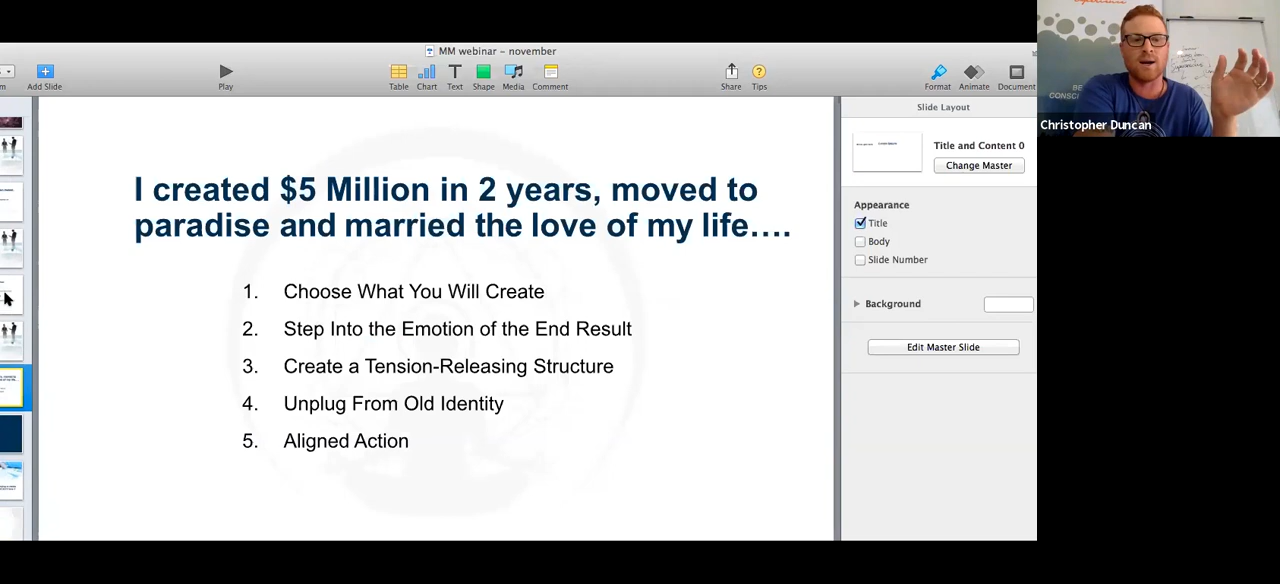 MM webinar – november
Add Slide
Play
Table
Chart
Text
Shape
Media
Comment
Share
Tips
Format
Animate
Document
Slide Layout
Title and Content 0
Change Master
Appearance
Title
Body
Slide Number
Background
Edit Master Slide
I created $5 Million in 2 years, moved to
paradise and married the love of my life….
1. Choose What You Will Create
2. Step Into the Emotion of the End Result
3. Create a Tension-Releasing Structure
4. Unplug From Old Identity
5. Aligned Action
Christopher Duncan